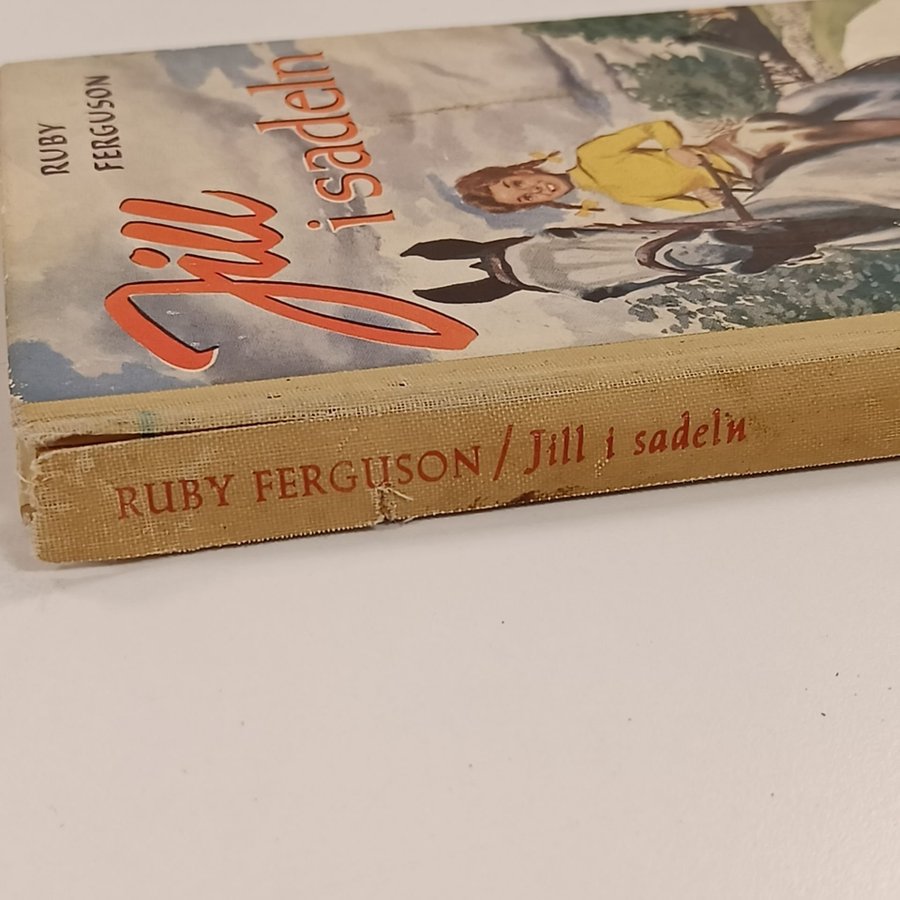 RUBY
FERGUSON
Jill
i sadeln
RUBY FERGUSON / Jill i sadeln